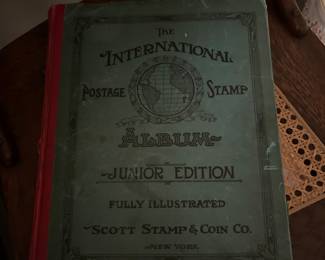 THE
INTERNATIONAL
POSTAGE STAMP
ALBUM
JUNIOR EDITION
FULLY ILLUSTRATED
SCOTT STAMP & COIN CO.
NEW YORK.